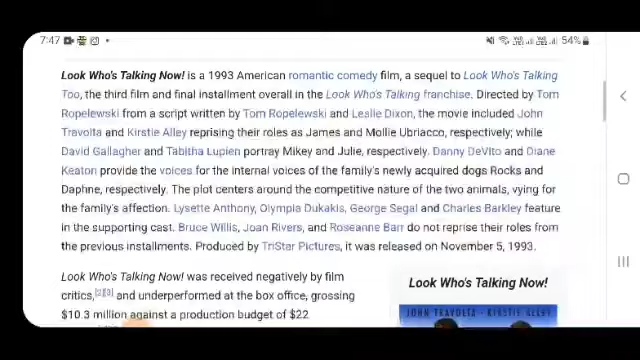 7:47 54%
Look Who's Talking Now! is a 1993 American romantic comedy film, a sequel to Look Who's Talking
Too, the third film and final installment overall in the Look Who's Talking franchise. Directed by Tom
Ropelewski from a script written by Tom Ropelewski and Leslie Dixon, the movie included John
Travolta and Kirstie Alley reprising their roles as James and Mollie Ubriacco, respectively; while
David Gallagher and Tabitha Lupien portray Mikey and Julie, respectively. Danny DeVito and Diane
Keaton provide the voices for the internal voices of the family's newly acquired dogs Rocks and
Daphne, respectively. The plot centers around the competitive nature of the two animals, vying for
the family's affection. Lysette Anthony, Olympia Dukakis, George Segal and Charles Barkley feature
in the supporting cast. Bruce Willis, Joan Rivers, and Roseanne Barr do not reprise their roles from
the previous installments. Produced by TriStar Pictures, it was released on November 5, 1993.
Look Who's Talking Now! was received negatively by film
critics,[2][3] and underperformed at the box office, grossing
$10.3 million against a production budget of $22
Look Who's Talking Now!
JOHN TRAVOLTA · KIRSTIE ALLEY